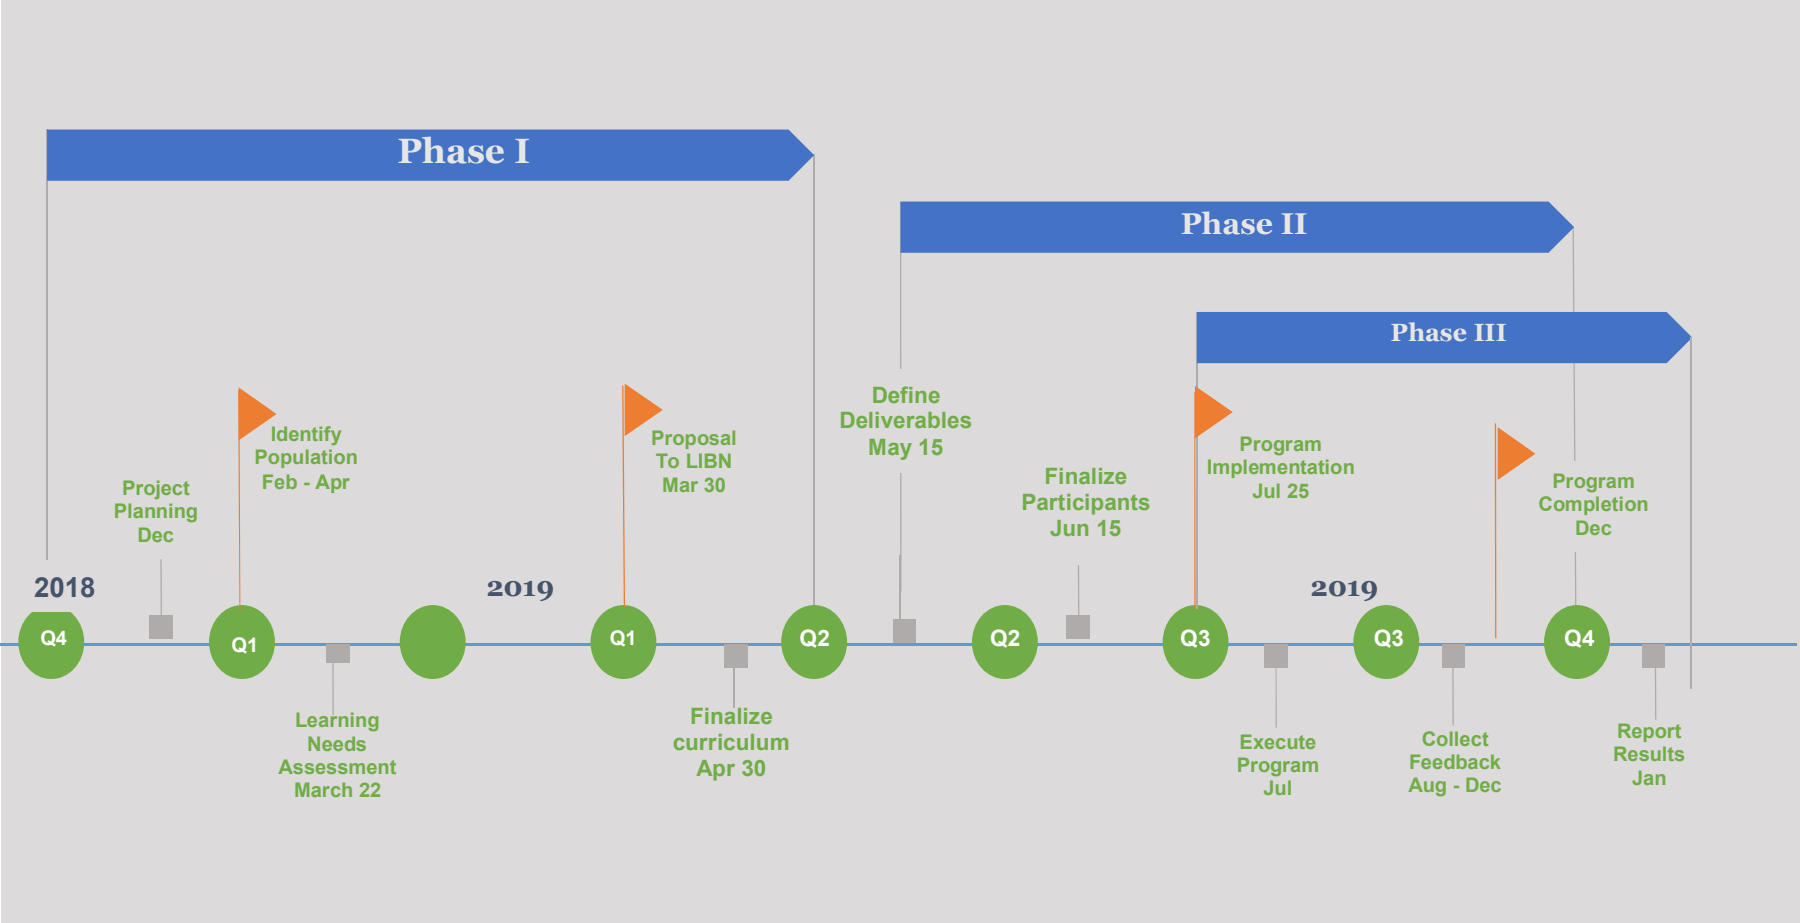 Phase I
Phase II
Phase III
Define
Deliverables
May 15
Identify
Population
Feb - Apr
Proposal
To LIBN
Mar 30
Program
Implementation
Jul 25
Finalize
Participants
Jun 15
Program
Completion
Dec
Project
Planning
Dec
2018
2019
2019
Q4
Q1
Q1
Q2
Q2
Q3
Q3
Q4
Learning
Needs
Assessment
March 22
Finalize
curriculum
Apr 30
Execute
Program
Jul
Collect
Feedback
Aug - Dec
Report
Results
Jan